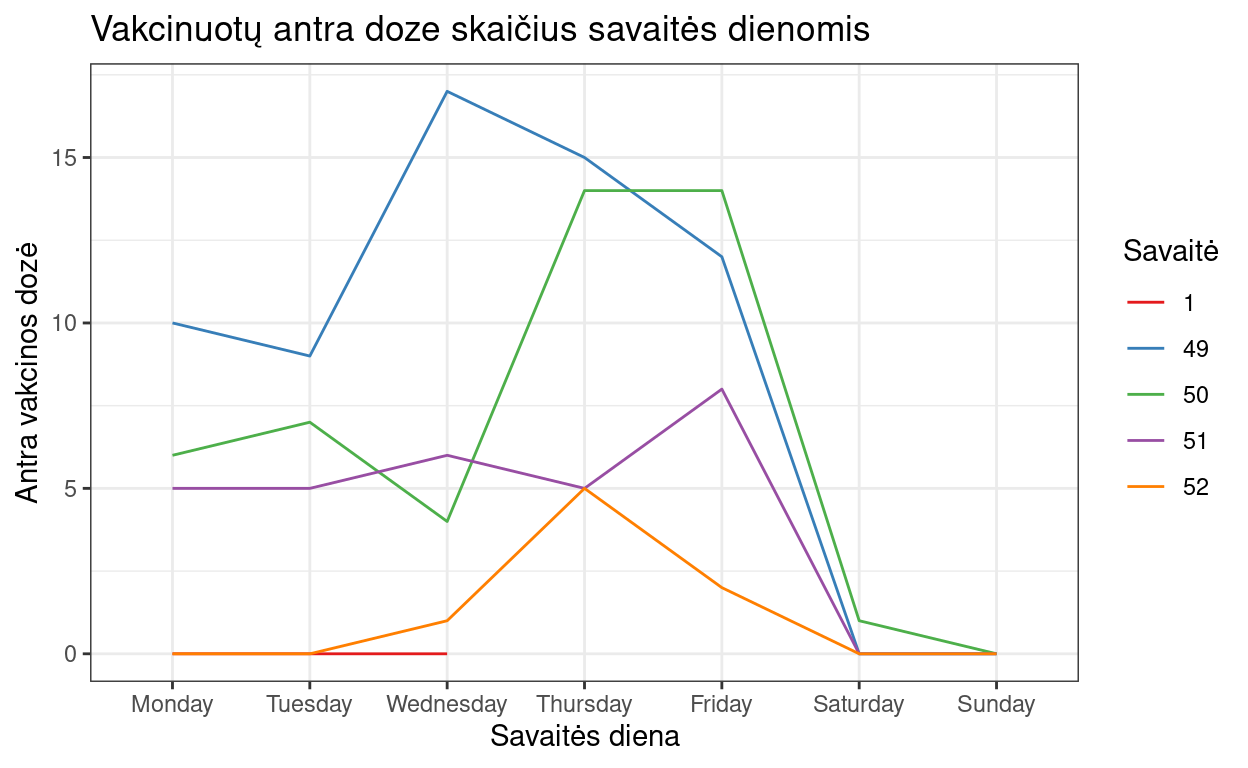 Vakcinuotų antra doze skaičius savaitės dienomis
Antra vakcinos dozė
15
10
5
0
Monday Tuesday Wednesday Thursday Friday Saturday Sunday
Savaitės diena
Savaitė
1
49
50
51
52